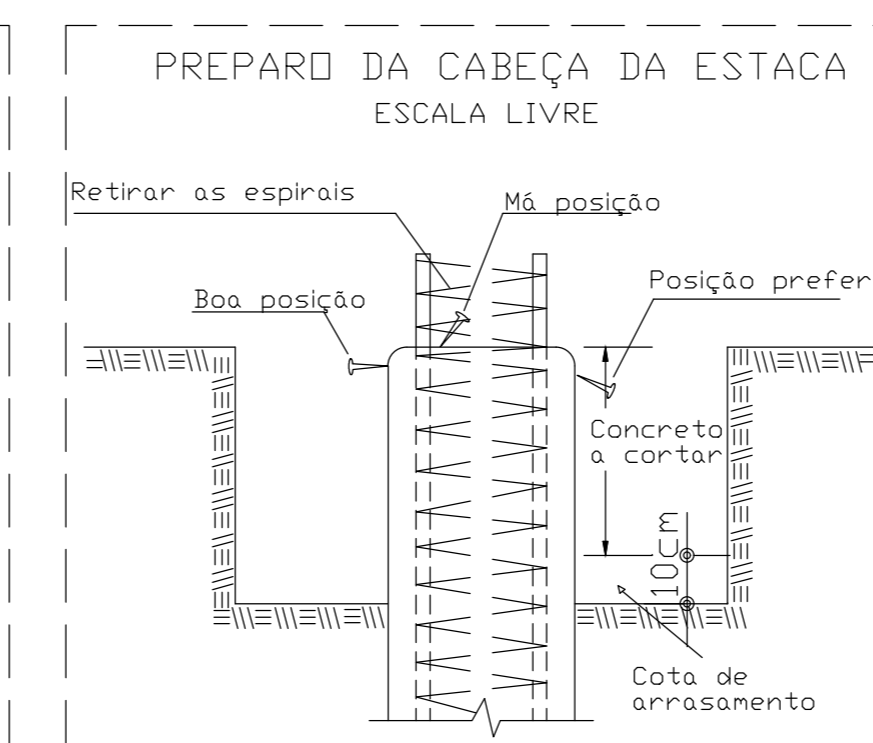 PREPARO DA CABEÇA DA ESTACA
ESCALA LIVRE
Retirar as espirais
Má posição
Boa posição
Posição prefer
Concreto
a cortar
10cm
Cota de
arrasamento